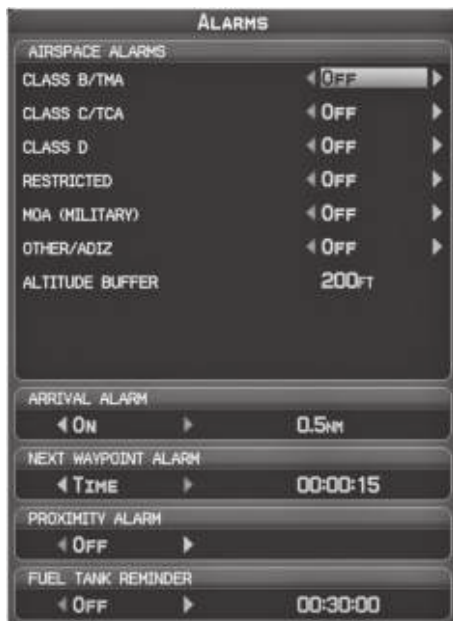 ALARMS
AIRSPACE ALARMS
CLASS B/TMA OFF
CLASS C/TCA OFF
CLASS D OFF
RESTRICTED OFF
MOA (MILITARY) OFF
OTHER/ADIZ OFF
ALTITUDE BUFFER 200FT
ARRIVAL ALARM
ON 0.5NM
NEXT WAYPOINT ALARM
TIME 00:00:15
PROXIMITY ALARM
OFF
FUEL TANK REMINDER
OFF 00:30:00